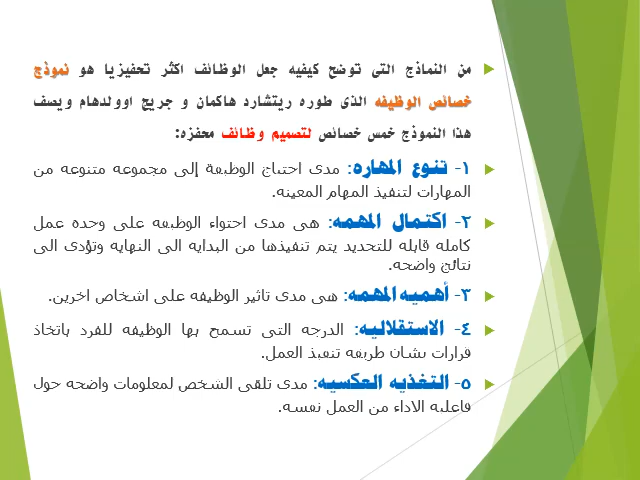 من النماذج التى توضح كيفيه جعل الوظائف اكثر تحفيزيا هو نموذج
خصائص الوظيفه الذى طوره ريتشارد هاكمان و جريج اوولدهام ويصف
هذا النموذج خمس خصائص لتصميم وظائف محفزه:
١- تنوع المهاره: مدى احتياج الوظيفة إلى مجموعه متنوعه من
المهارات لتنفيذ المهام المعينه.
٢- اكتمال المهمه: هى مدى احتواء الوظيفه على وحده عمل
كامله قابله للتحديد يتم تنفيذها من البدايه الى النهايه وتؤدى الى
نتائج واضحه.
٣- أهميه المهمه: هى مدى تاثير الوظيفه على اشخاص اخرين.
٤- الاستقلاليه: الدرجه التى تسمح بها الوظيفه للفرد باتخاذ
قرارات بشان طريقه تنفيذ العمل.
٥- التغذيه العكسيه: مدى تلقى الشخص لمعلومات واضحه حول
فاعليه الاداء من العمل نفسه.